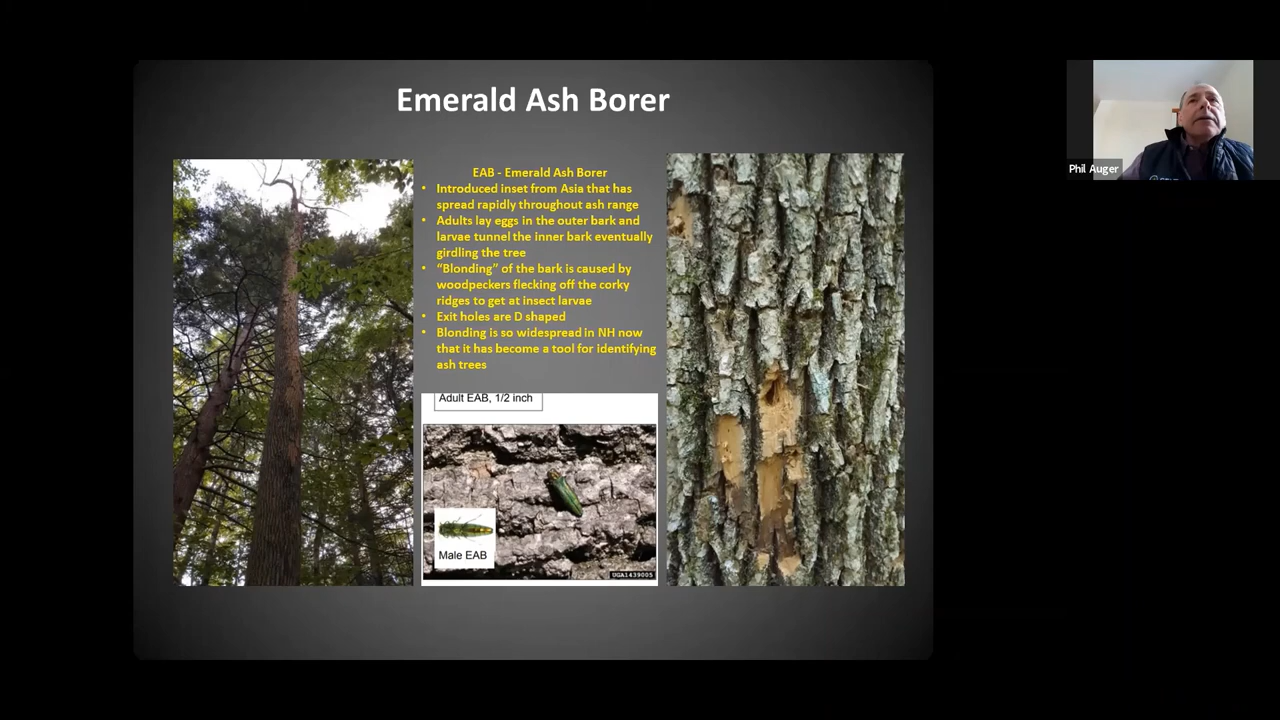 Emerald Ash Borer
EAB - Emerald Ash Borer
• Introduced inset from Asia that has
spread rapidly throughout ash range
• Adults lay eggs in the outer bark and
larvae tunnel the inner bark eventually
girdling the tree
• “Blonding” of the bark is caused by
woodpeckers flecking off the corky
ridges to get at insect larvae
• Exit holes are D shaped
• Blonding is so widespread in NH now
that it has become a tool for identifying
ash trees
Adult EAB, 1/2 inch
Male EAB
UGA1439005
Phil Auger